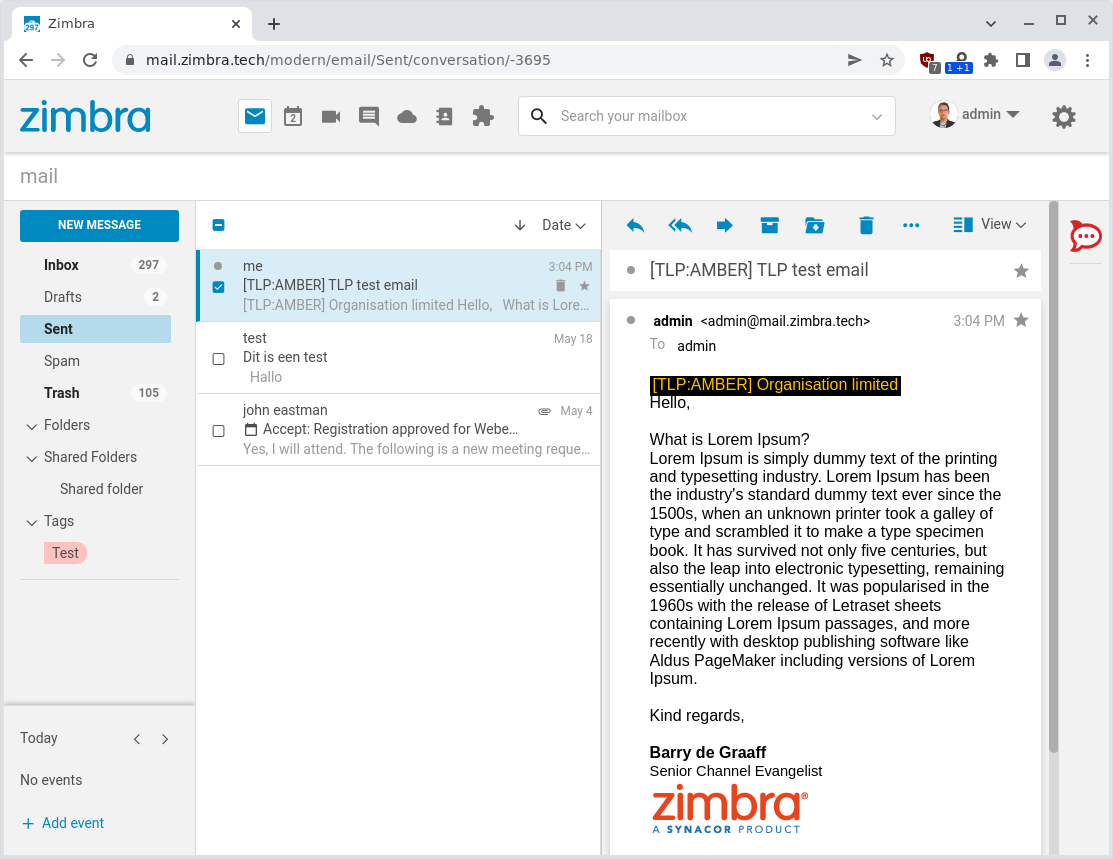 297
Zimbra
mail.zimbra.tech/modern/email/Sent/conversation/-3695
7
1 +1
zimbra
2
Search your mailbox
admin
mail
NEW MESSAGE
Inbox 297
Drafts 2
Sent
Spam
Trash 105
Folders
Shared Folders
Shared folder
Tags
Test
Today
No events
+ Add event
Date
me 3:04 PM
[TLP:AMBER] TLP test email
[TLP:AMBER] Organisation limited Hello, What is Lore…
test May 18
Dit is een test
Hallo
john eastman May 4
Accept: Registration approved for Webe…
Yes, I will attend. The following is a new meeting reque…
View
[TLP:AMBER] TLP test email
admin <admin@mail.zimbra.tech> 3:04 PM
To admin
[TLP:AMBER] Organisation limited
Hello,
What is Lorem Ipsum?
Lorem Ipsum is simply dummy text of the printing
and typesetting industry. Lorem Ipsum has been
the industry's standard dummy text ever since the
1500s, when an unknown printer took a galley of
type and scrambled it to make a type specimen
book. It has survived not only five centuries, but
also the leap into electronic typesetting, remaining
essentially unchanged. It was popularised in the
1960s with the release of Letraset sheets
containing Lorem Ipsum passages, and more
recently with desktop publishing software like
Aldus PageMaker including versions of Lorem
Ipsum.
Kind regards,
Barry de Graaff
Senior Channel Evangelist
zimbra®
A SYNACOR PRODUCT